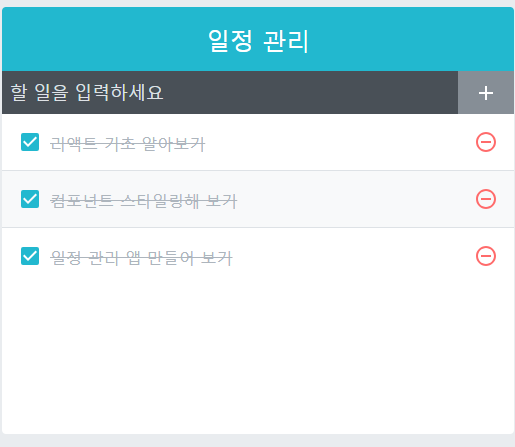 일정 관리
할 일을 입력하세요
리액트 기초 알아보기
컴포넌트 스타일링해 보기
일정 관리 앱 만들어 보기